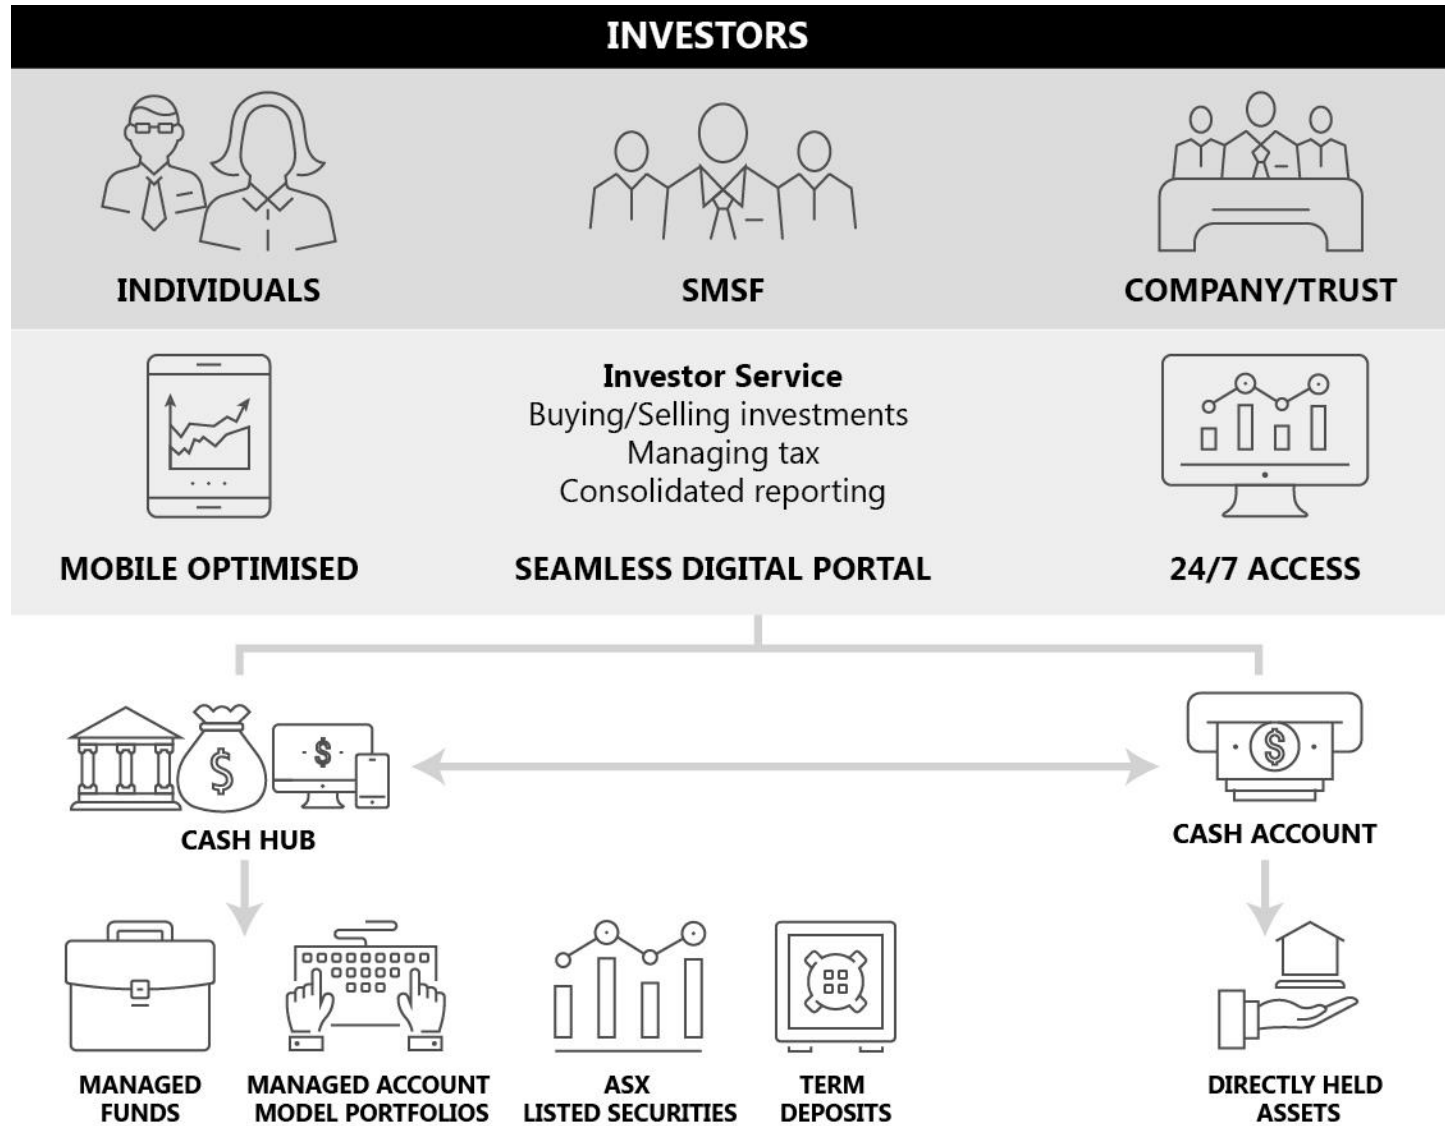 INVESTORS
INDIVIDUALS
SMSF
COMPANY/TRUST
Investor Service
Buying/Selling investments
Managing tax
Consolidated reporting
MOBILE OPTIMISED
SEAMLESS DIGITAL PORTAL
24/7 ACCESS
$
$
$
CASH HUB
CASH ACCOUNT
MANAGED
FUNDS
MANAGED ACCOUNT
MODEL PORTFOLIOS
ASX
LISTED SECURITIES
TERM
DEPOSITS
DIRECTLY HELD
ASSETS